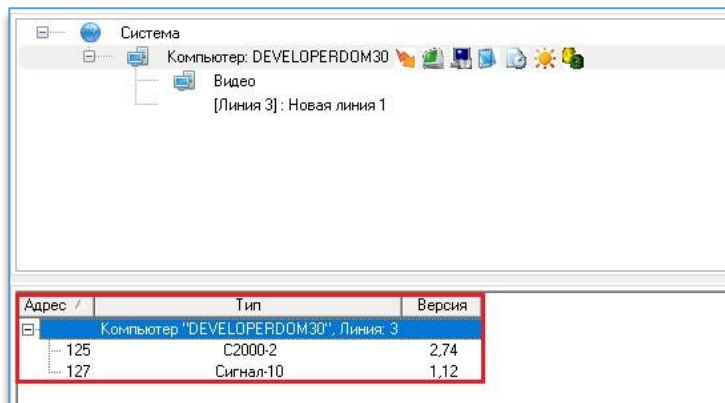 Система
Компьютер: DEVELOPERDOM30
Видео
[Линия 3] : Новая линия 1
Адрес / Тип Версия
Компьютер "DEVELOPERDOM30", Линия: 3
125 С2000-2 2,74
127 Сигнал-10 1,12